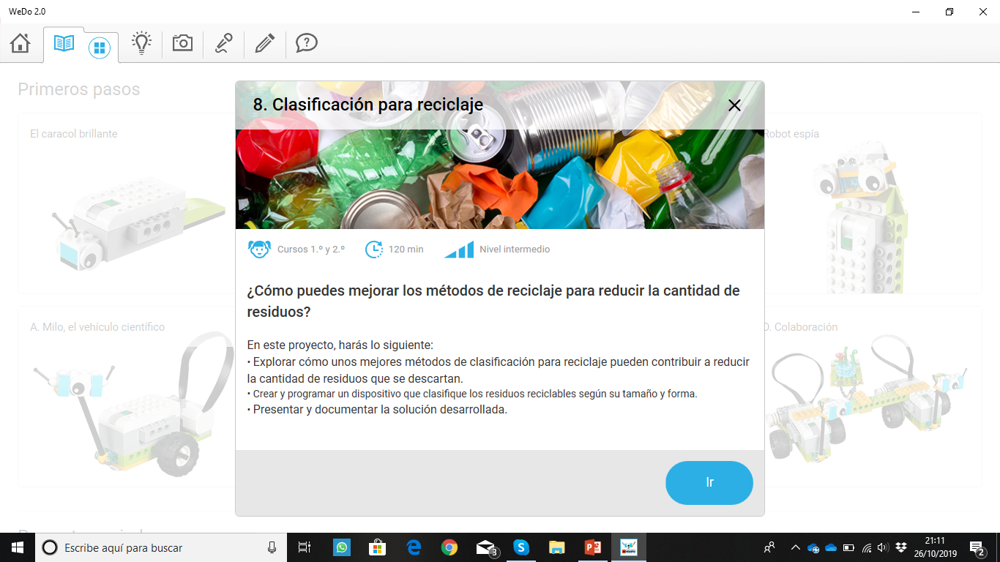 WeDo 2.0
Primeros pasos
El caracol brillante
Robot espía
A. Milo, el vehículo científico
D. Colaboración
8. Clasificación para reciclaje
Cursos 1.º y 2.º
120 min
Nivel intermedio
¿Cómo puedes mejorar los métodos de reciclaje para reducir la cantidad de
residuos?
En este proyecto, harás lo siguiente:
• Explorar cómo unos mejores métodos de clasificación para reciclaje pueden contribuir a reducir
la cantidad de residuos que se descartan.
• Crear y programar un dispositivo que clasifique los residuos reciclables según su tamaño y forma.
• Presentar y documentar la solución desarrollada.
Ir
Escribe aquí para buscar
3
21:11
26/10/2019
2